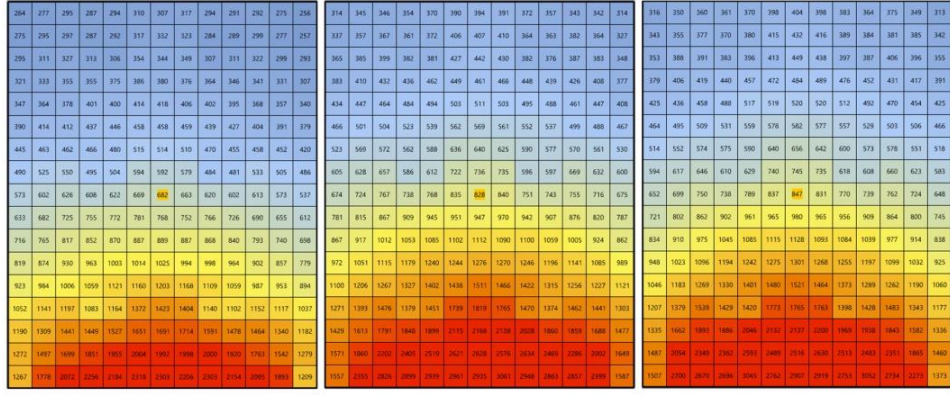 264 277 291 284 310 318 307 317 294 291 292 275 256
275 295 287 292 317 332 323 314 288 289 299 277 257
295 311 327 313 306 354 344 349 307 311 322 299 293
321 333 355 355 375 386 380 376 364 346 341 331 307
347 364 378 401 400 414 418 406 402 395 368 357 340
390 414 412 437 446 458 458 459 439 427 404 391 379
445 463 462 466 480 515 514 510 470 455 458 452 420
490 525 500 495 504 594 592 579 484 481 533 505 486
573 602 626 608 622 669 682 663 620 602 613 573 537
633 682 725 755 772 781 768 752 766 726 690 655 612
716 765 817 852 870 887 889 887 868 840 793 740 698
819 874 930 963 1003 1014 1025 994 998 964 902 857 779
923 984 1006 1059 1121 1160 1203 1168 1109 1059 987 953 894
1052 1141 1197 1083 1164 1372 1423 1404 1140 1102 1152 1117 1037
1190 1309 1441 1449 1527 1651 1691 1714 1591 1478 1464 1340 1182
1272 1497 1699 1851 1955 2004 1992 1998 2000 1920 1763 1542 1279
1267 1778 2072 2256 2184 2318 2303 2206 2303 2154 2095 1893 1209
314 345 354 354 370 390 394 390 372 357 343 342 314
337 357 367 361 372 406 407 410 364 363 382 364 327
365 385 399 382 381 427 442 430 382 376 387 383 348
383 410 432 436 462 449 461 468 448 439 426 408 377
434 447 464 484 494 503 511 503 495 488 461 447 408
466 501 504 523 539 562 569 561 552 537 499 488 467
523 569 572 562 588 636 640 625 590 577 570 561 530
605 628 657 586 612 722 736 735 596 597 669 632 600
674 724 767 738 768 835 828 840 751 743 755 716 675
781 815 867 909 945 951 947 970 942 907 876 820 787
867 917 1012 1053 1085 1102 1112 1090 1100 1059 1005 924 862
972 1051 1115 1179 1240 1244 1276 1270 1246 1196 1141 1085 989
1100 1206 1267 1327 1402 1436 1511 1466 1422 1315 1256 1227 1121
1271 1393 1476 1379 1451 1739 1819 1765 1470 1374 1462 1441 1303
1429 1613 1781 1848 1899 2115 2168 2128 2008 1860 1859 1688 1477
1571 1860 2202 2405 2519 2621 2628 2576 2634 2469 2286 2002 1649
1557 2355 2826 2899 2939 2961 2935 3061 2948 2863 2657 2399 1587
316 350 360 361 370 398 404 398 383 364 375 349 313
343 355 377 370 380 415 432 416 389 384 381 385 342
353 388 391 383 396 413 449 438 397 387 406 396 355
379 406 419 440 457 472 484 489 476 452 431 417 391
425 436 458 488 517 519 520 520 512 492 470 454 425
464 495 509 531 559 578 582 577 557 529 503 506 466
514 552 574 575 590 640 656 642 600 573 578 551 518
594 617 646 610 629 740 745 735 618 608 660 623 583
652 699 750 738 789 837 847 831 770 739 762 724 648
721 802 862 902 961 965 980 956 956 909 864 800 745
834 910 975 1045 1085 1115 1128 1093 1084 1039 977 914 838
948 1023 1096 1194 1242 1275 1301 1268 1255 1197 1099 1032 925
1046 1183 1269 1330 1401 1480 1521 1464 1373 1289 1262 1190 1060
1207 1379 1539 1429 1420 1773 1765 1763 1398 1428 1483 1343 1177
1335 1662 1893 1886 2046 2132 2137 2200 1969 1938 1843 1582 1336
1487 2054 2349 2382 2593 2489 2516 2630 2513 2483 2351 1865 1460
1507 2700 2670 2696 3045 2762 2907 2919 2753 3052 2734 2273 1373